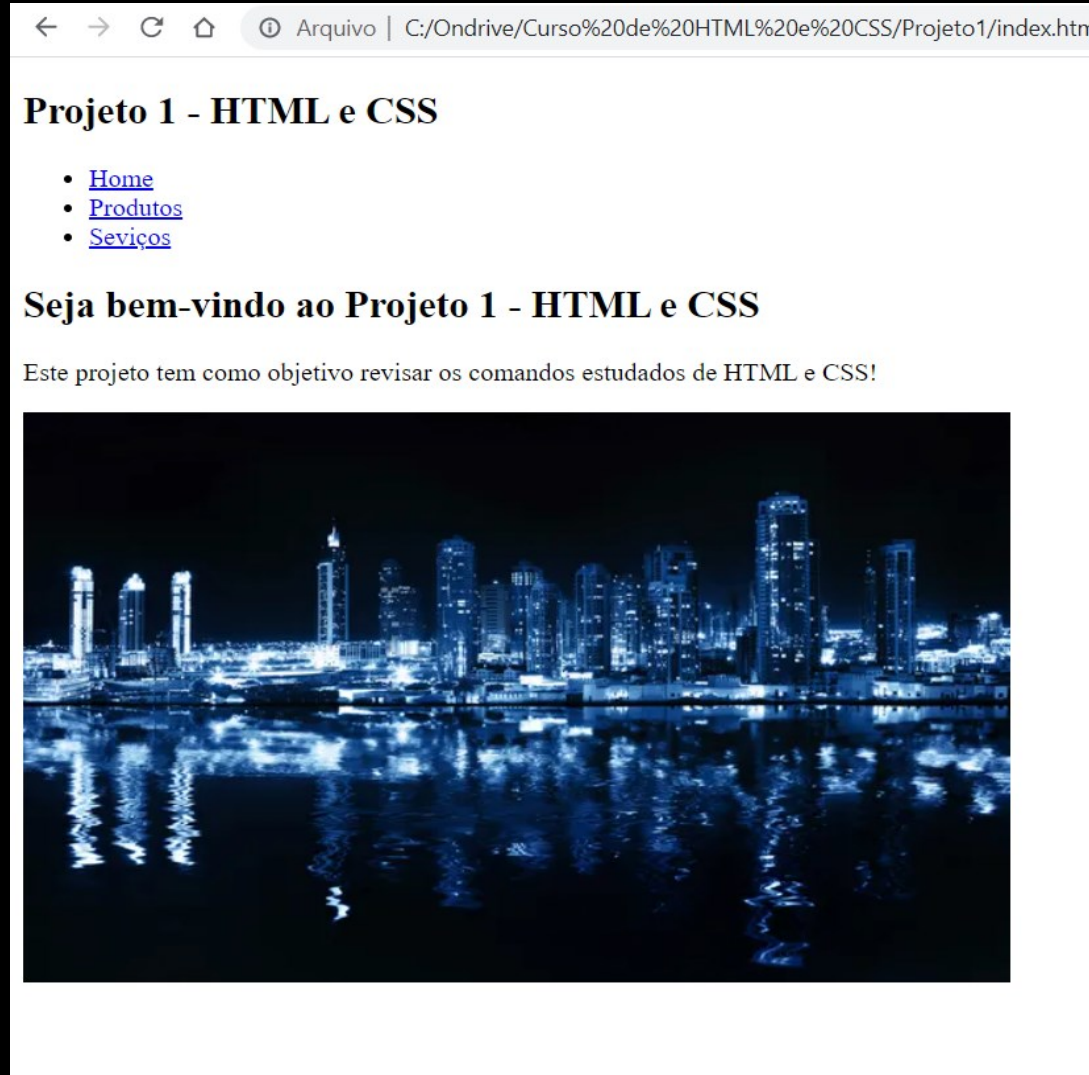 Arquivo | C:/Ondrive/Curso%20de%20HTML%20e%20CSS/Projeto1/index.htm
Projeto 1 - HTML e CSS
Home
Produtos
Seviços
Seja bem-vindo ao Projeto 1 - HTML e CSS
Este projeto tem como objetivo revisar os comandos estudados de HTML e CSS!